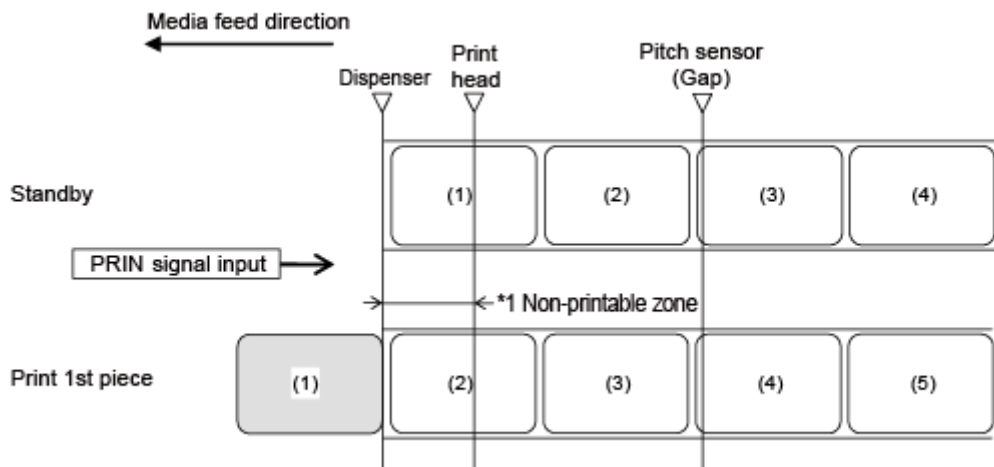 Media feed direction
Dispenser
Print
head
Pitch sensor
(Gap)
Standby
(1)
(2)
(3)
(4)
PRIN signal input
*1 Non-printable zone
Print 1st piece
(1)
(2)
(3)
(4)
(5)